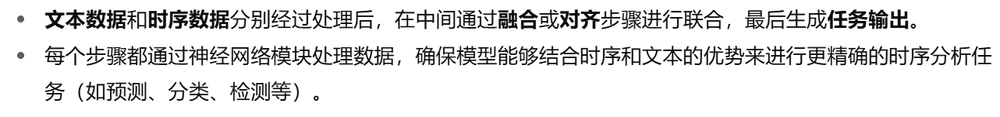 • 文本数据和时序数据分别经过处理后，在中间通过融合或对齐步骤进行联合，最后生成任务输出。
• 每个步骤都通过神经网络模块处理数据，确保模型能够结合时序和文本的优势来进行更精确的时序分析任
务（如预测、分类、检测等）。